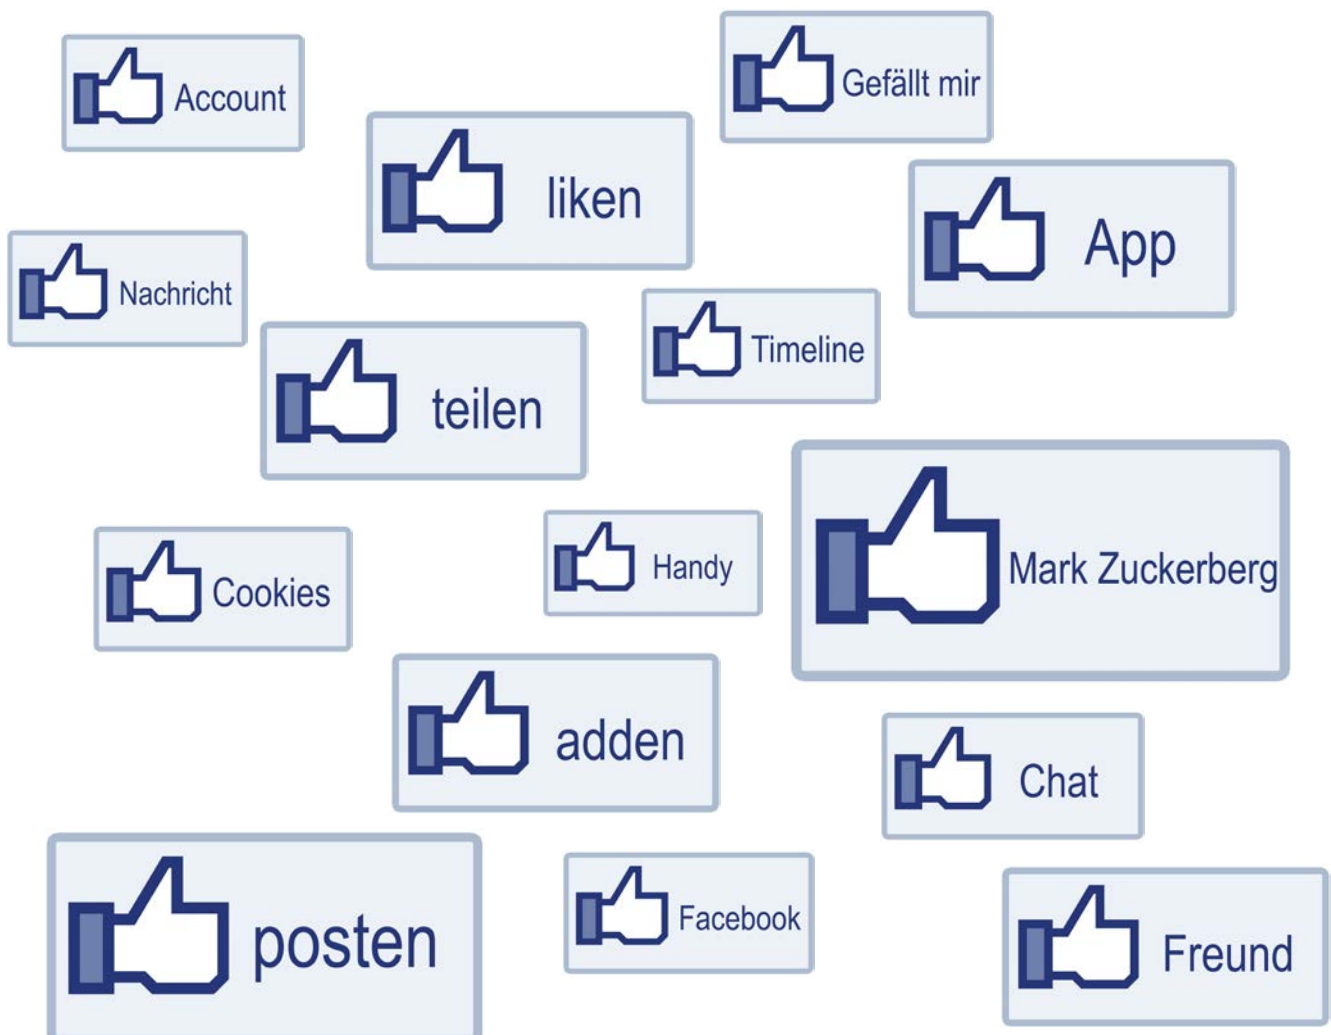 Account
Gefällt mir
liken
App
Nachricht
Timeline
teilen
Mark Zuckerberg
Cookies
Handy
adden
Chat
posten
Facebook
Freund